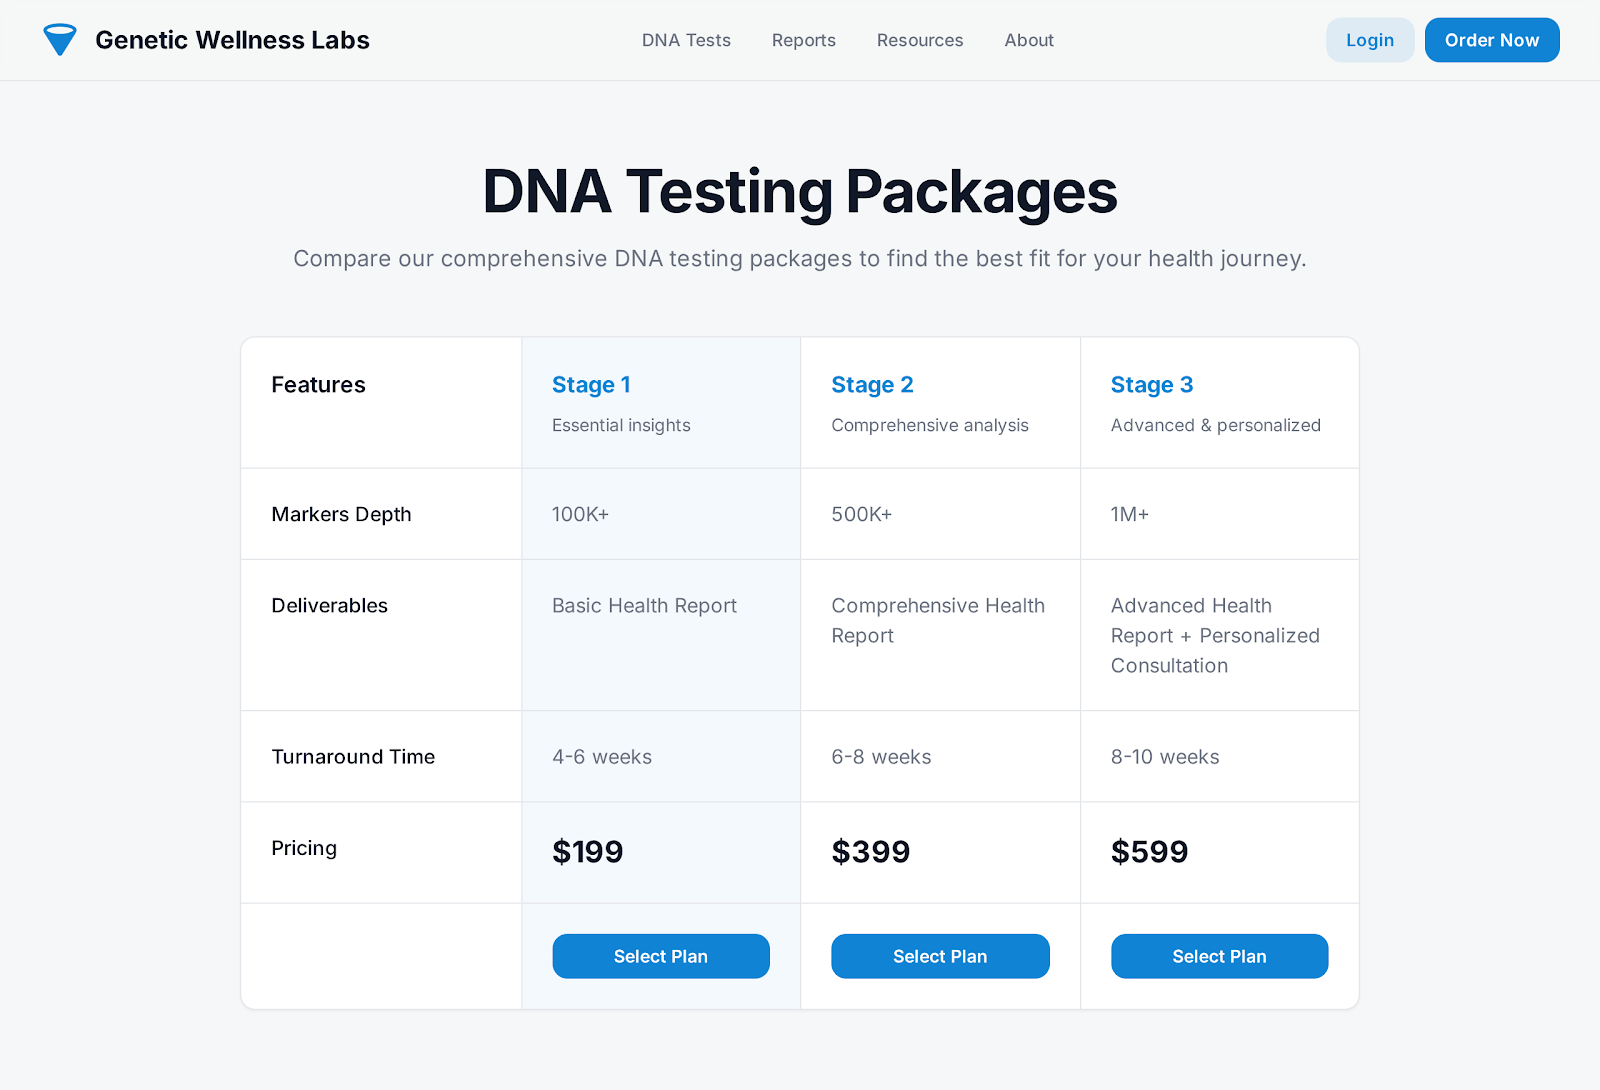 Genetic Wellness Labs
DNA Tests
Reports
Resources
About
Login
Order Now
DNA Testing Packages
Compare our comprehensive DNA testing packages to find the best fit for your health journey.
Features
Stage 1
Essential insights
Stage 2
Comprehensive analysis
Stage 3
Advanced & personalized
Markers Depth
100K+
500K+
1M+
Deliverables
Basic Health Report
Comprehensive Health
Report
Advanced Health
Report + Personalized
Consultation
Turnaround Time
4-6 weeks
6-8 weeks
8-10 weeks
Pricing
$199
$399
$599
Select Plan
Select Plan
Select Plan